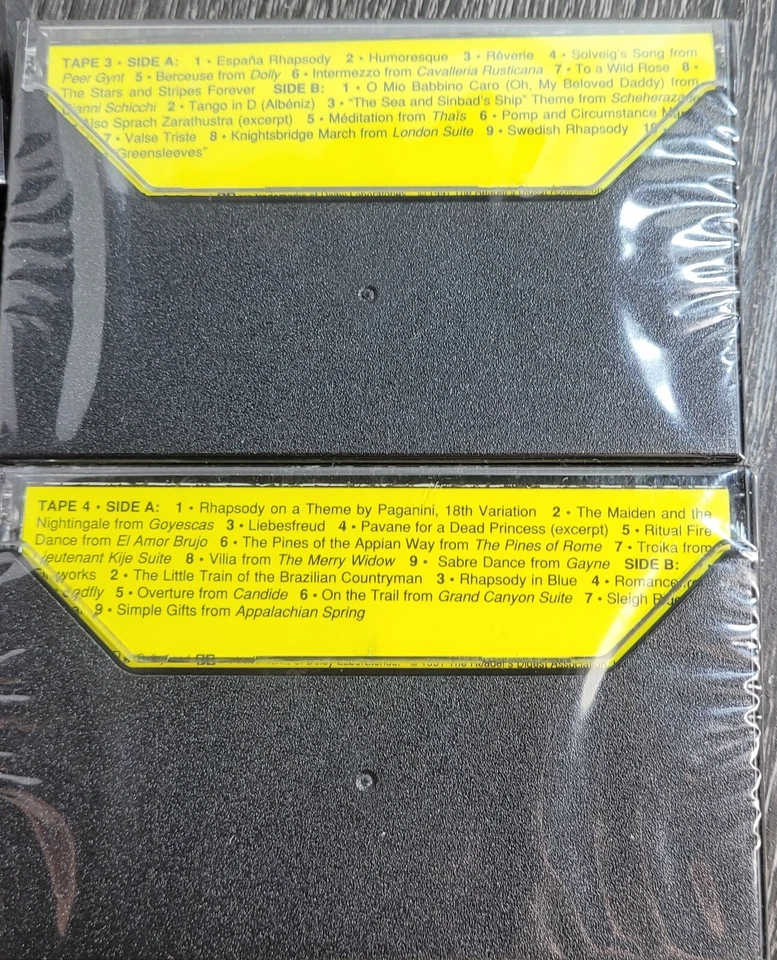 TAPE 3 • SIDE A: 1 • España Rhapsody 2 • Humoresque 3 • Rêverie 4 • Solveig's Song from
Peer Gynt 5 • Berceuse from Dolly 6 • Intermezzo from Cavalleria Rusticana 7 • To a Wild Rose 8 •
The Stars and Stripes Forever SIDE B: 1 • O Mio Babbino Caro (Oh, My Beloved Daddy) from
Gianni Schicchi 2 • Tango in D (Albéniz) 3 • "The Sea and Sinbad's Ship" Theme from
Also Sprach Zarathustra (excerpt) 5 • Méditation from Thaïs 6 • Pomp and Circumstance
7 • Valse Triste 8 • Knightsbridge March from London Suite 9 • Swedish Rhapsody
Greensleeves"
TAPE 4 • SIDE A: 1 • Rhapsody on a Theme by Paganini, 18th Variation 2 • The Maiden and the
Nightingale from Goyescas 3 • Liebesfreud 4 • Pavane for a Dead Princess (excerpt) 5 • Ritual Fire
Dance from El Amor Brujo 6 • The Pines of the Appian Way from The Pines of Rome 7 • Troika from
Lieutenant Kije Suite 8 • Vilia from The Merry Widow 9 • Sabre Dance from Gayne SIDE B:
2 • The Little Train of the Brazilian Countryman 3 • Rhapsody in Blue 4 • Romance
5 • Overture from Candide 6 • On the Trail from Grand Canyon Suite 7 • Sleigh
9 • Simple Gifts from Appalachian Spring